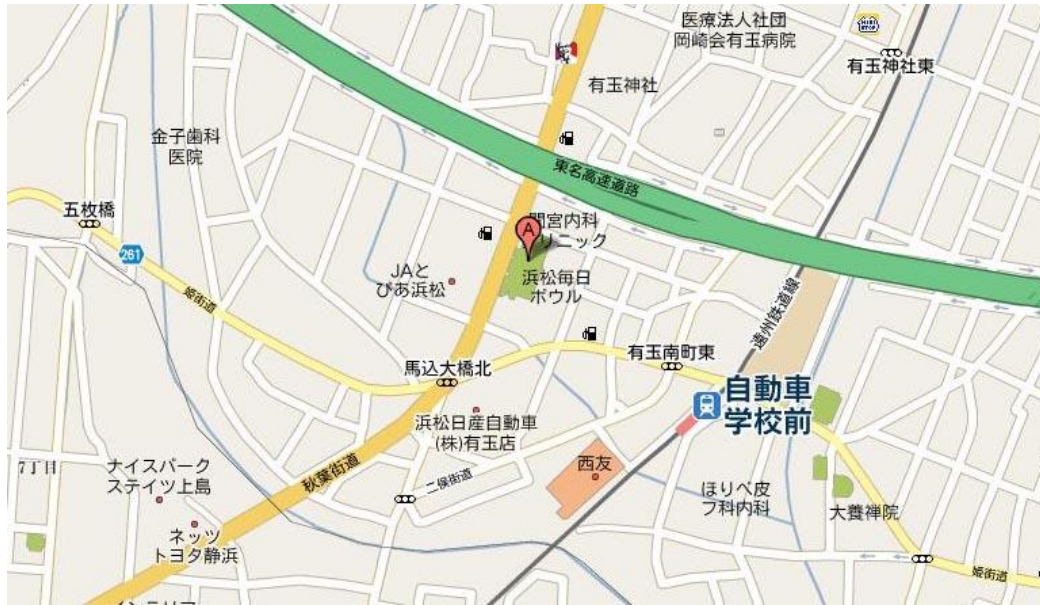 医療法人社団
岡崎会有玉病院
有玉神社東
有玉神社
金子歯科
医院
東名高速道路
五枚橋
間宮内科
クリニック
A
261
JAと
ぴあ浜松
浜松毎日
ボウル
姫街道
遠州鉄道線
馬込大橋北
有玉南町東
自動車
学校前
浜松日産自動車
(株)有玉店
秋葉街道
二俣街道
西友
7丁目
ナイスパーク
ステイツ上島
ほりべ皮
フ科内科
大養禅院
ネッツ
トヨタ静浜
姫街道